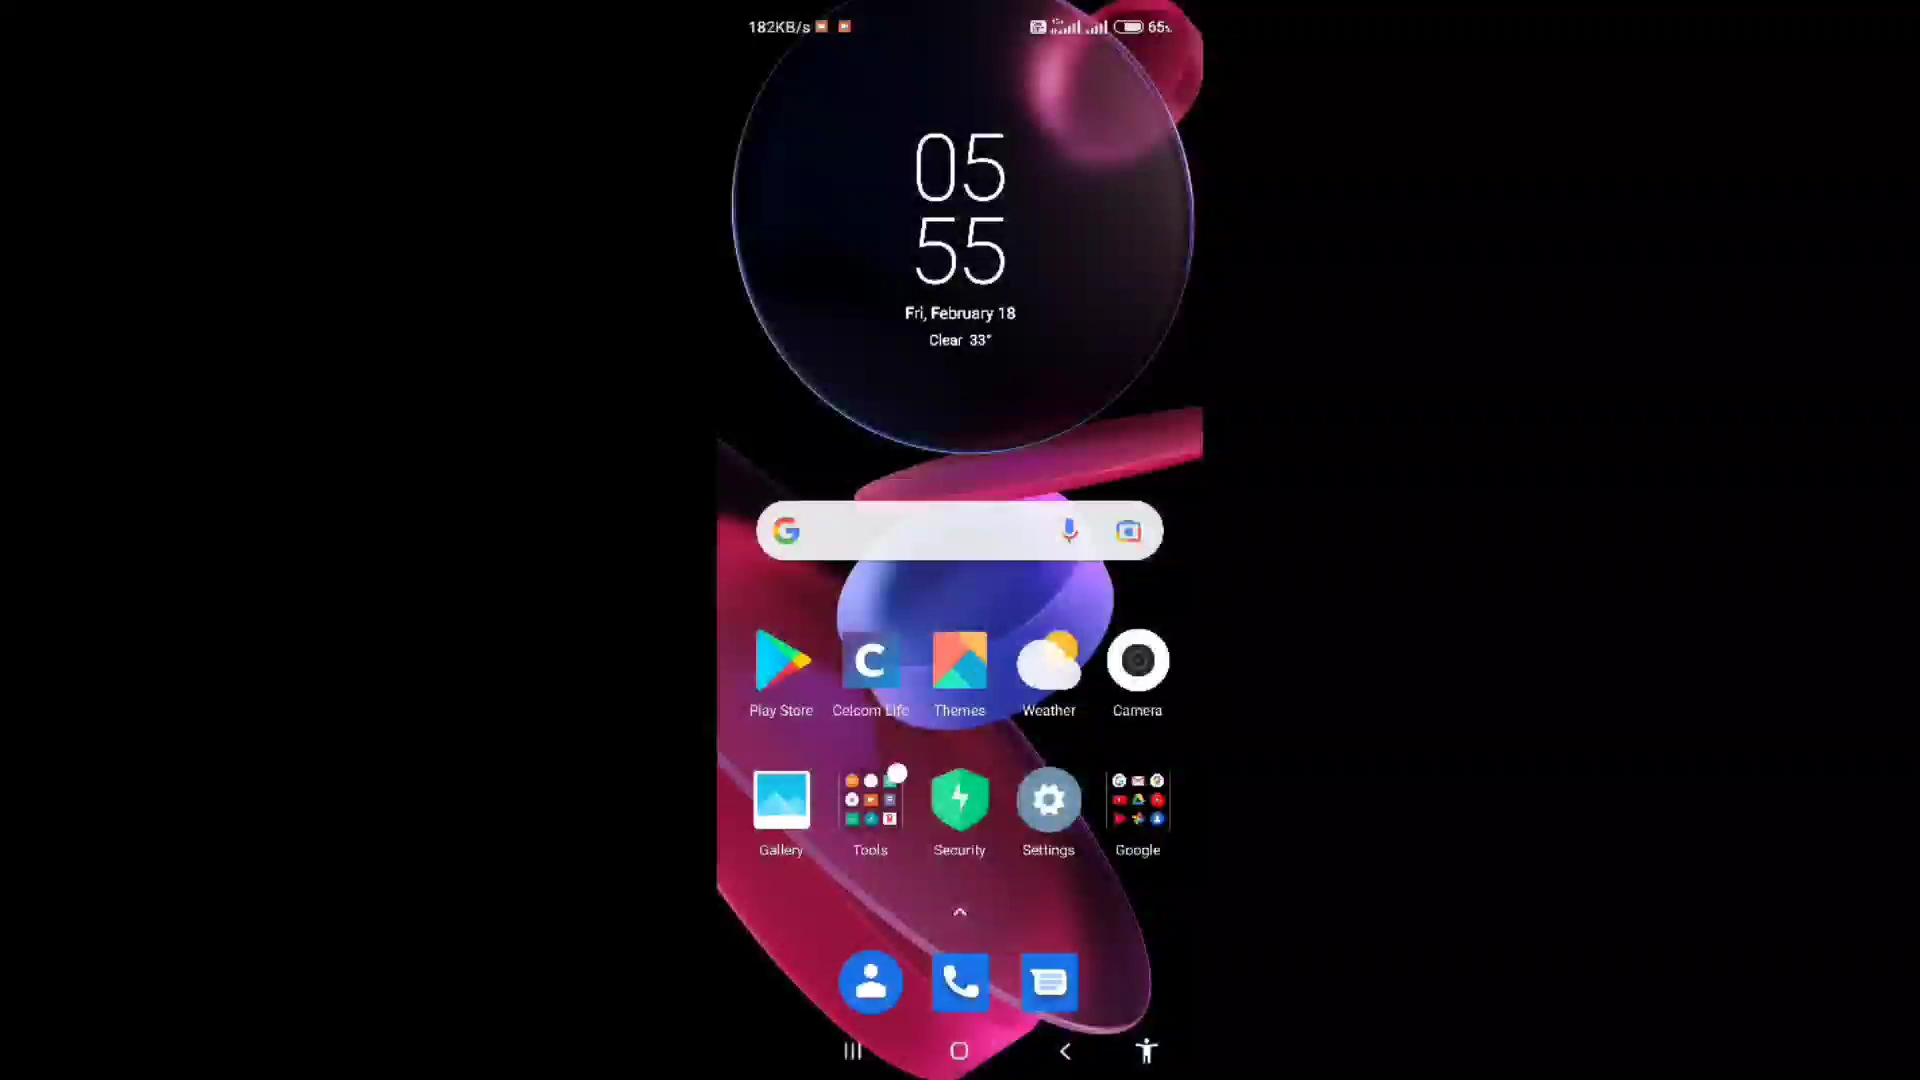 182KB/s 65%
05
55
Fri, February 18
Clear 33°
Play Store Celcom Life Themes Weather Camera
Gallery Tools Security Settings Google